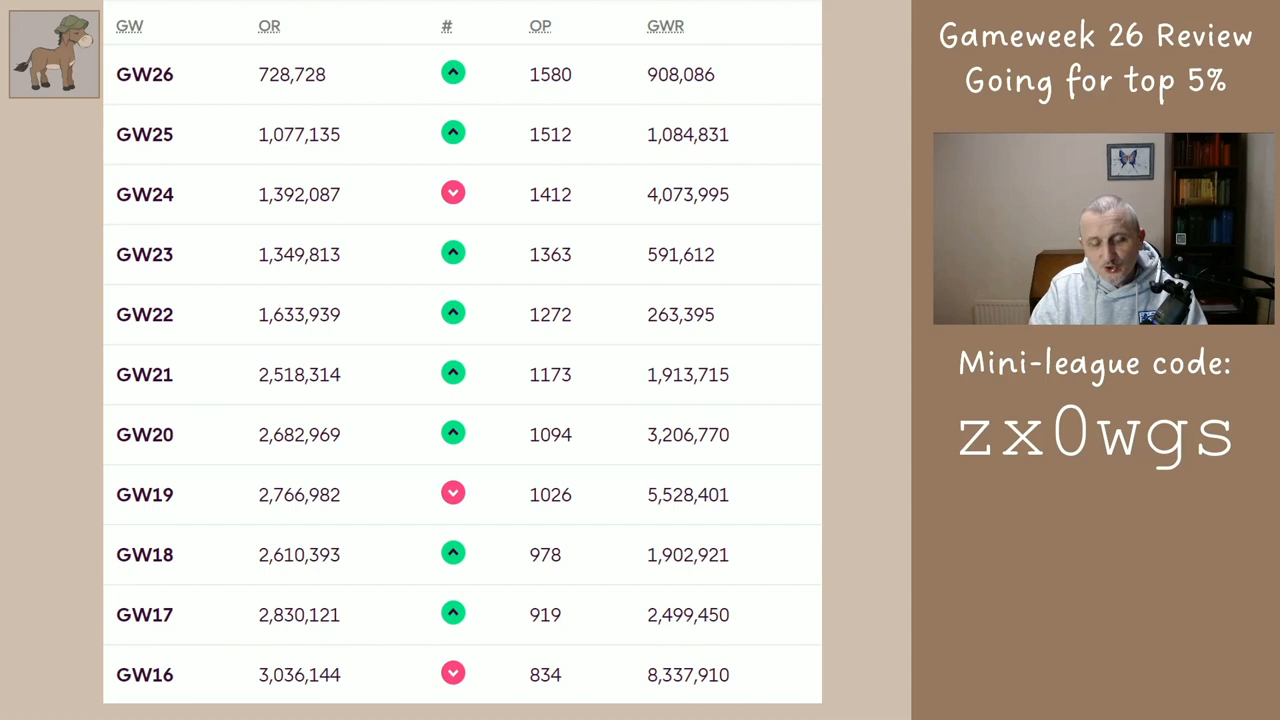 GW OR # OP GWR
GW26 728,728 1580 908,086
GW25 1,077,135 1512 1,084,831
GW24 1,392,087 1412 4,073,995
GW23 1,349,813 1363 591,612
GW22 1,633,939 1272 263,395
GW21 2,518,314 1173 1,913,715
GW20 2,682,969 1094 3,206,770
GW19 2,766,982 1026 5,528,401
GW18 2,610,393 978 1,902,921
GW17 2,830,121 919 2,499,450
GW16 3,036,144 834 8,337,910
Gameweek 26 Review
Going for top 5%
Mini-league code:
zx0wgs